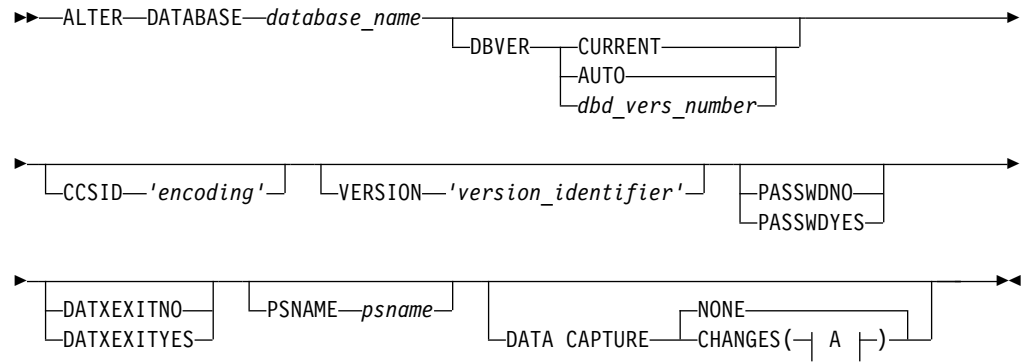 ALTER DATABASE database_name
DBVER CURRENT
AUTO
dbd_vers_number
CCSID 'encoding' VERSION 'version_identifier' PASSWDNO
PASSWDYES
DATXEXITNO PSNAME psname NONE
DATXEXITYES DATA CAPTURE CHANGES( A )